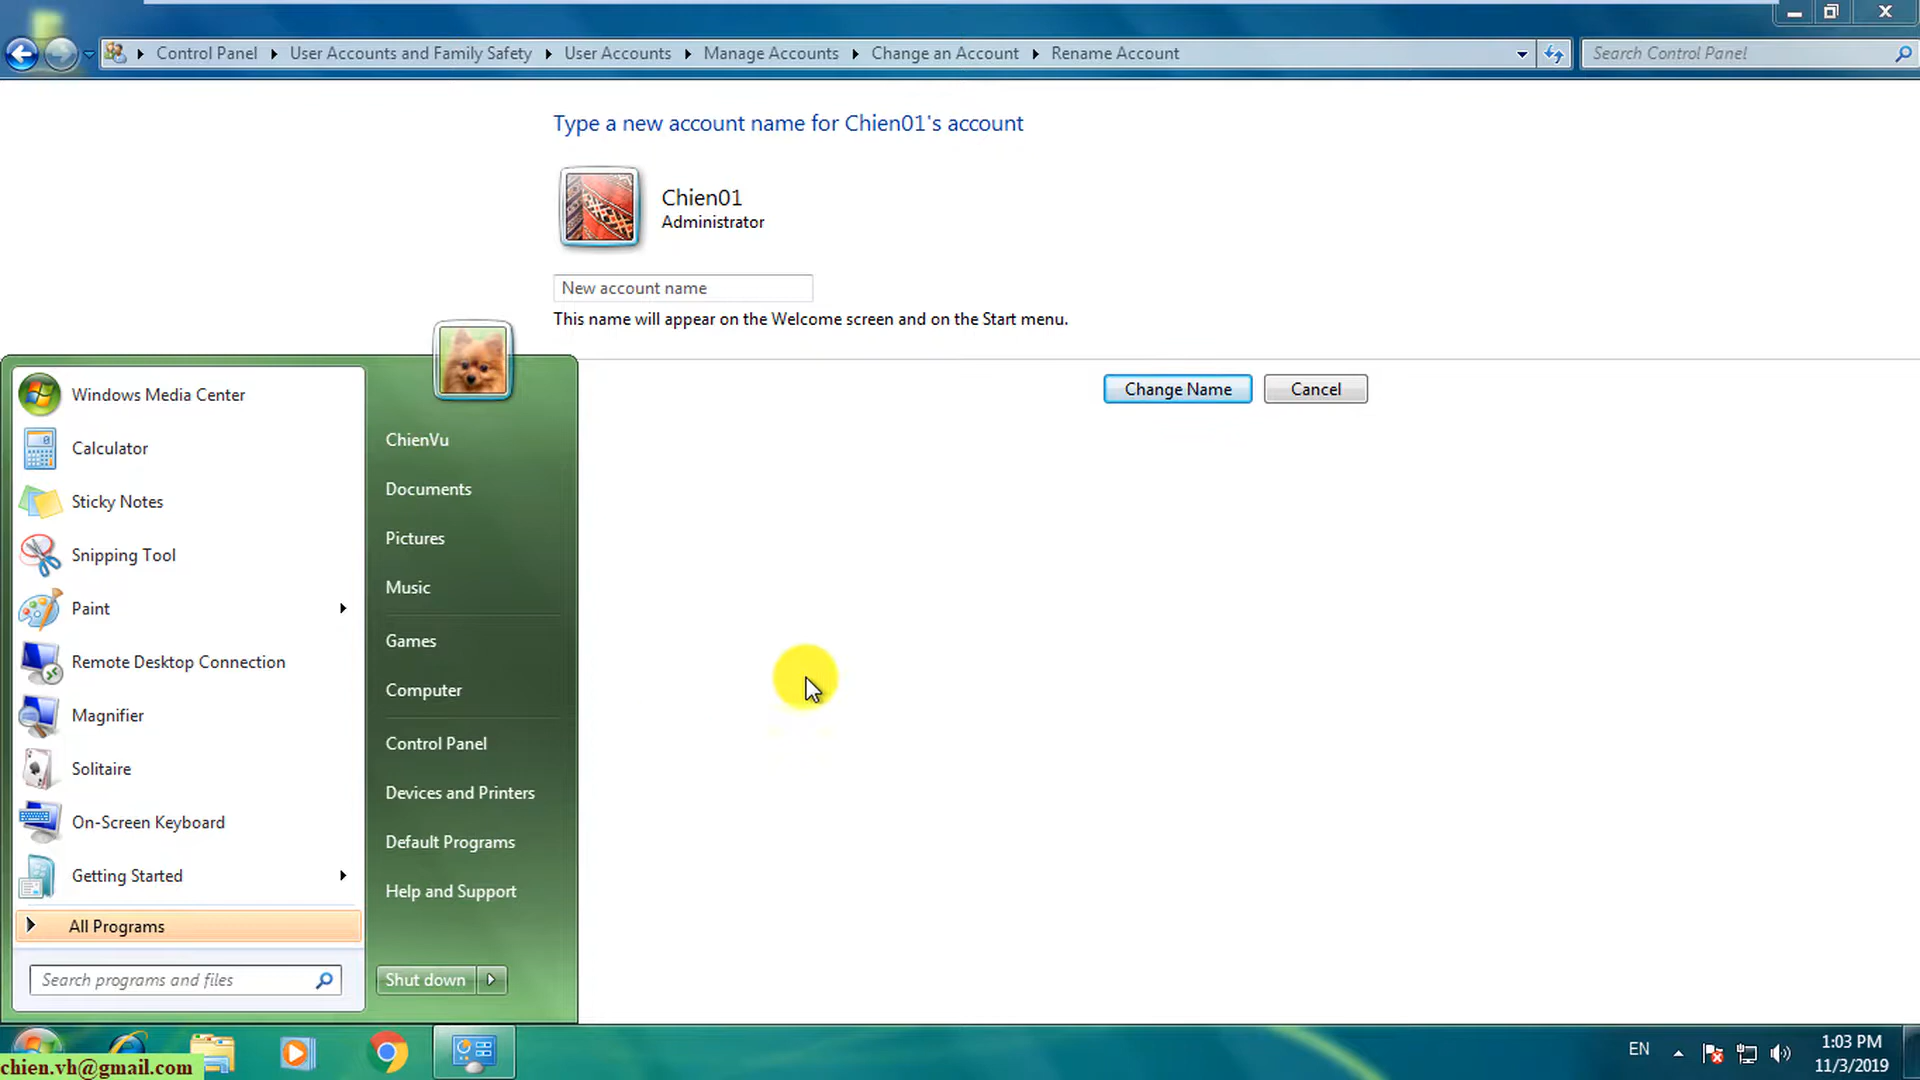 Control Panel
User Accounts and Family Safety
User Accounts
Manage Accounts
Change an Account
Rename Account
Search Control Panel
Type a new account name for Chien01's account
Chien01
Administrator
New account name
This name will appear on the Welcome screen and on the Start menu.
Change Name
Cancel
Windows Media Center
Calculator
Sticky Notes
Snipping Tool
Paint
Remote Desktop Connection
Magnifier
Solitaire
On-Screen Keyboard
Getting Started
All Programs
Search programs and files
ChienVu
Documents
Pictures
Music
Games
Computer
Control Panel
Devices and Printers
Default Programs
Help and Support
Shut down
chien.vh@gmail.com
EN
1:03 PM
11/3/2019